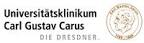 Universitätsklinikum
Carl Gustav Carus
DIE DRESDNER.